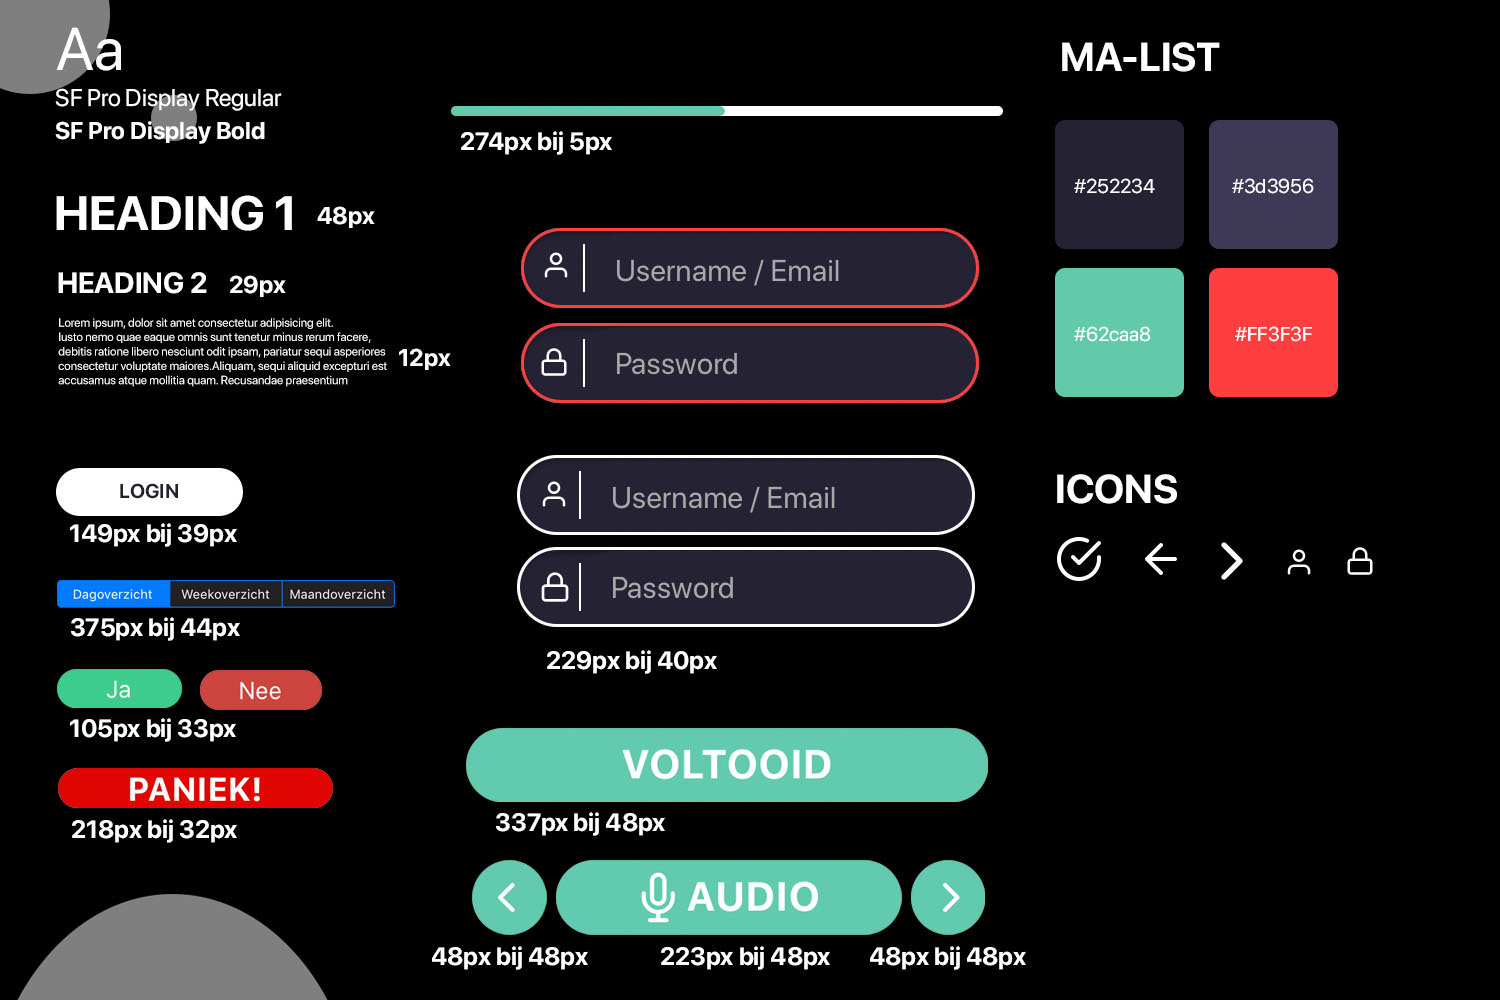 Aa
SF Pro Display Regular
SF Pro Display Bold
HEADING 1 48px
HEADING 2 29px
Lorem ipsum, dolor sit amet consectetur adipisicing elit.
Iusto nemo quae eaque omnis sunt tenetur minus rerum facere,
debitis ratione libero nesciunt odit ipsam, pariatur sequi asperiores
consectetur voluptate maiores.Aliquam, sequi aliquid excepturi est
accusamus atque mollitia quam. Recusandae praesentium
12px
LOGIN
149px bij 39px
Dagoverzicht Weekoverzicht Maandoverzicht
375px bij 44px
Ja Nee
105px bij 33px
PANIEK!
218px bij 32px
274px bij 5px
Username / Email
Password
Username / Email
Password
229px bij 40px
VOLTOOID
337px bij 48px
AUDIO
48px bij 48px 223px bij 48px 48px bij 48px
MA-LIST
#252234 #3d3956
#62caa8 #FF3F3F
ICONS